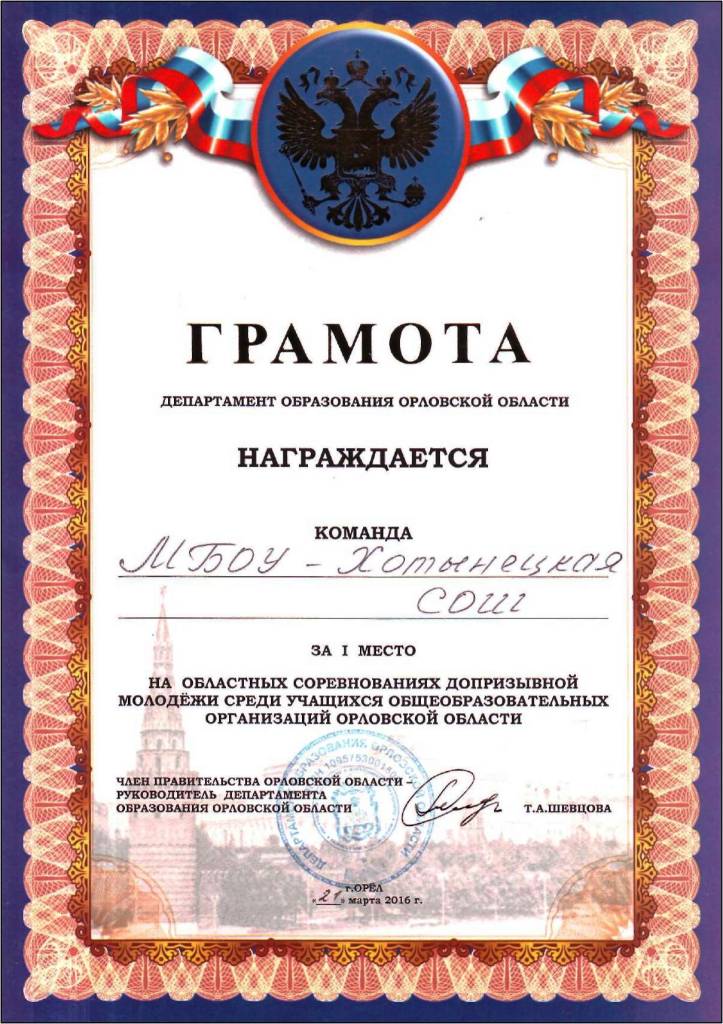 ГРАМОТА
ДЕПАРТАМЕНТ ОБРАЗОВАНИЯ ОРЛОВСКОЙ ОБЛАСТИ
НАГРАЖДАЕТСЯ
КОМАНДА
МБОУ – Хотынецкая
СОШ
ЗА I МЕСТО
НА ОБЛАСТНЫХ СОРЕВНОВАНИЯХ ДОПРИЗЫВНОЙ
МОЛОДЁЖИ СРЕДИ УЧАЩИХСЯ ОБЩЕОБРАЗОВАТЕЛЬНЫХ
ОРГАНИЗАЦИЙ ОРЛОВСКОЙ ОБЛАСТИ
ЧЛЕН ПРАВИТЕЛЬСТВА ОРЛОВСКОЙ ОБЛАСТИ –
РУКОВОДИТЕЛЬ ДЕПАРТАМЕНТА
ОБРАЗОВАНИЯ ОРЛОВСКОЙ ОБЛАСТИ
Т.А.ШЕВЦОВА
г.ОРЁЛ
«21» марта 2016 г.